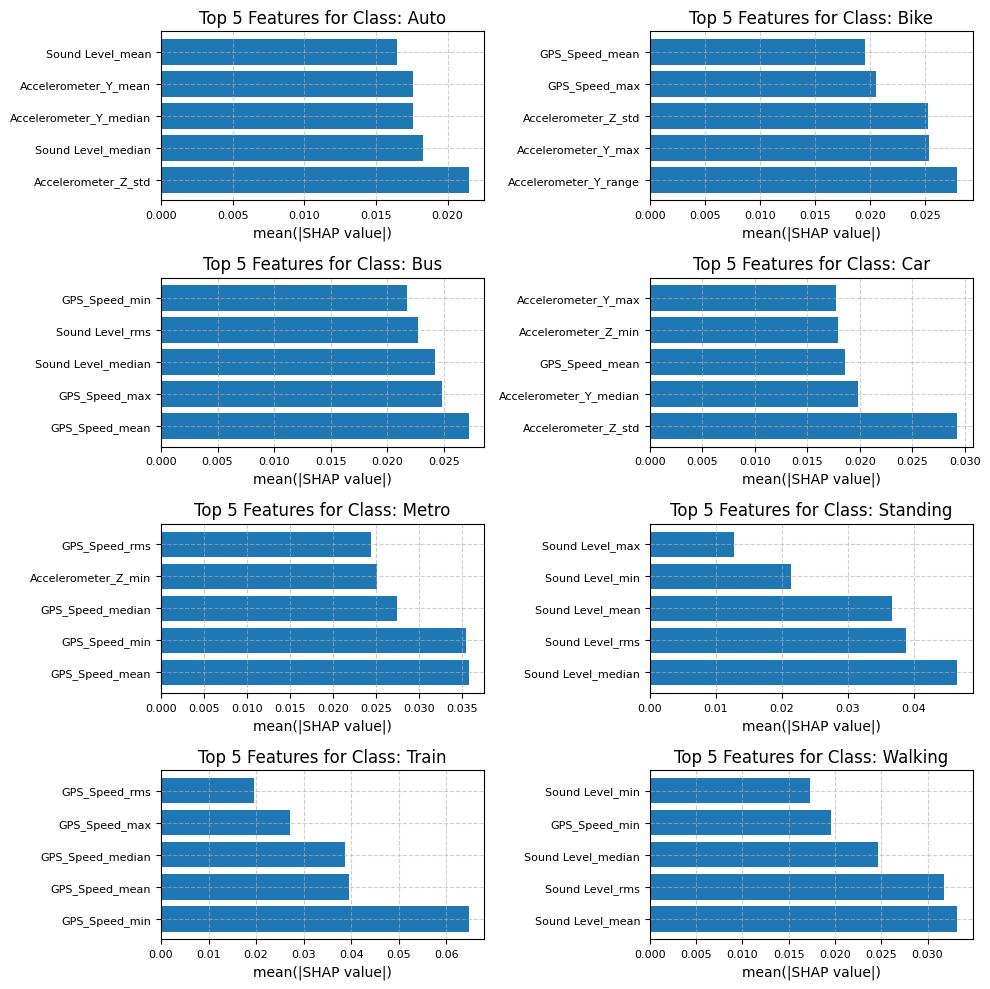 Top 5 Features for Class: Auto
Sound Level_mean
Accelerometer_Y_mean
Accelerometer_Y_median
Sound Level_median
Accelerometer_Z_std
0.000 0.005 0.010 0.015 0.020
mean(|SHAP value|)
Top 5 Features for Class: Bike
GPS_Speed_mean
GPS_Speed_max
Accelerometer_Z_std
Accelerometer_Y_max
Accelerometer_Y_range
0.000 0.005 0.010 0.015 0.020 0.025
mean(|SHAP value|)
Top 5 Features for Class: Bus
GPS_Speed_min
Sound Level_rms
Sound Level_median
GPS_Speed_max
GPS_Speed_mean
0.000 0.005 0.010 0.015 0.020 0.025
mean(|SHAP value|)
Top 5 Features for Class: Car
Accelerometer_Y_max
Accelerometer_Z_min
GPS_Speed_mean
Accelerometer_Y_median
Accelerometer_Z_std
0.000 0.005 0.010 0.015 0.020 0.025 0.030
mean(|SHAP value|)
Top 5 Features for Class: Metro
GPS_Speed_rms
Accelerometer_Z_min
GPS_Speed_median
GPS_Speed_min
GPS_Speed_mean
0.000 0.005 0.010 0.015 0.020 0.025 0.030 0.035
mean(|SHAP value|)
Top 5 Features for Class: Standing
Sound Level_max
Sound Level_min
Sound Level_mean
Sound Level_rms
Sound Level_median
0.00 0.01 0.02 0.03 0.04
mean(|SHAP value|)
Top 5 Features for Class: Train
GPS_Speed_rms
GPS_Speed_max
GPS_Speed_median
GPS_Speed_mean
GPS_Speed_min
0.00 0.01 0.02 0.03 0.04 0.05 0.06
mean(|SHAP value|)
Top 5 Features for Class: Walking
Sound Level_min
GPS_Speed_min
Sound Level_median
Sound Level_rms
Sound Level_mean
0.000 0.005 0.010 0.015 0.020 0.025 0.030
mean(|SHAP value|)